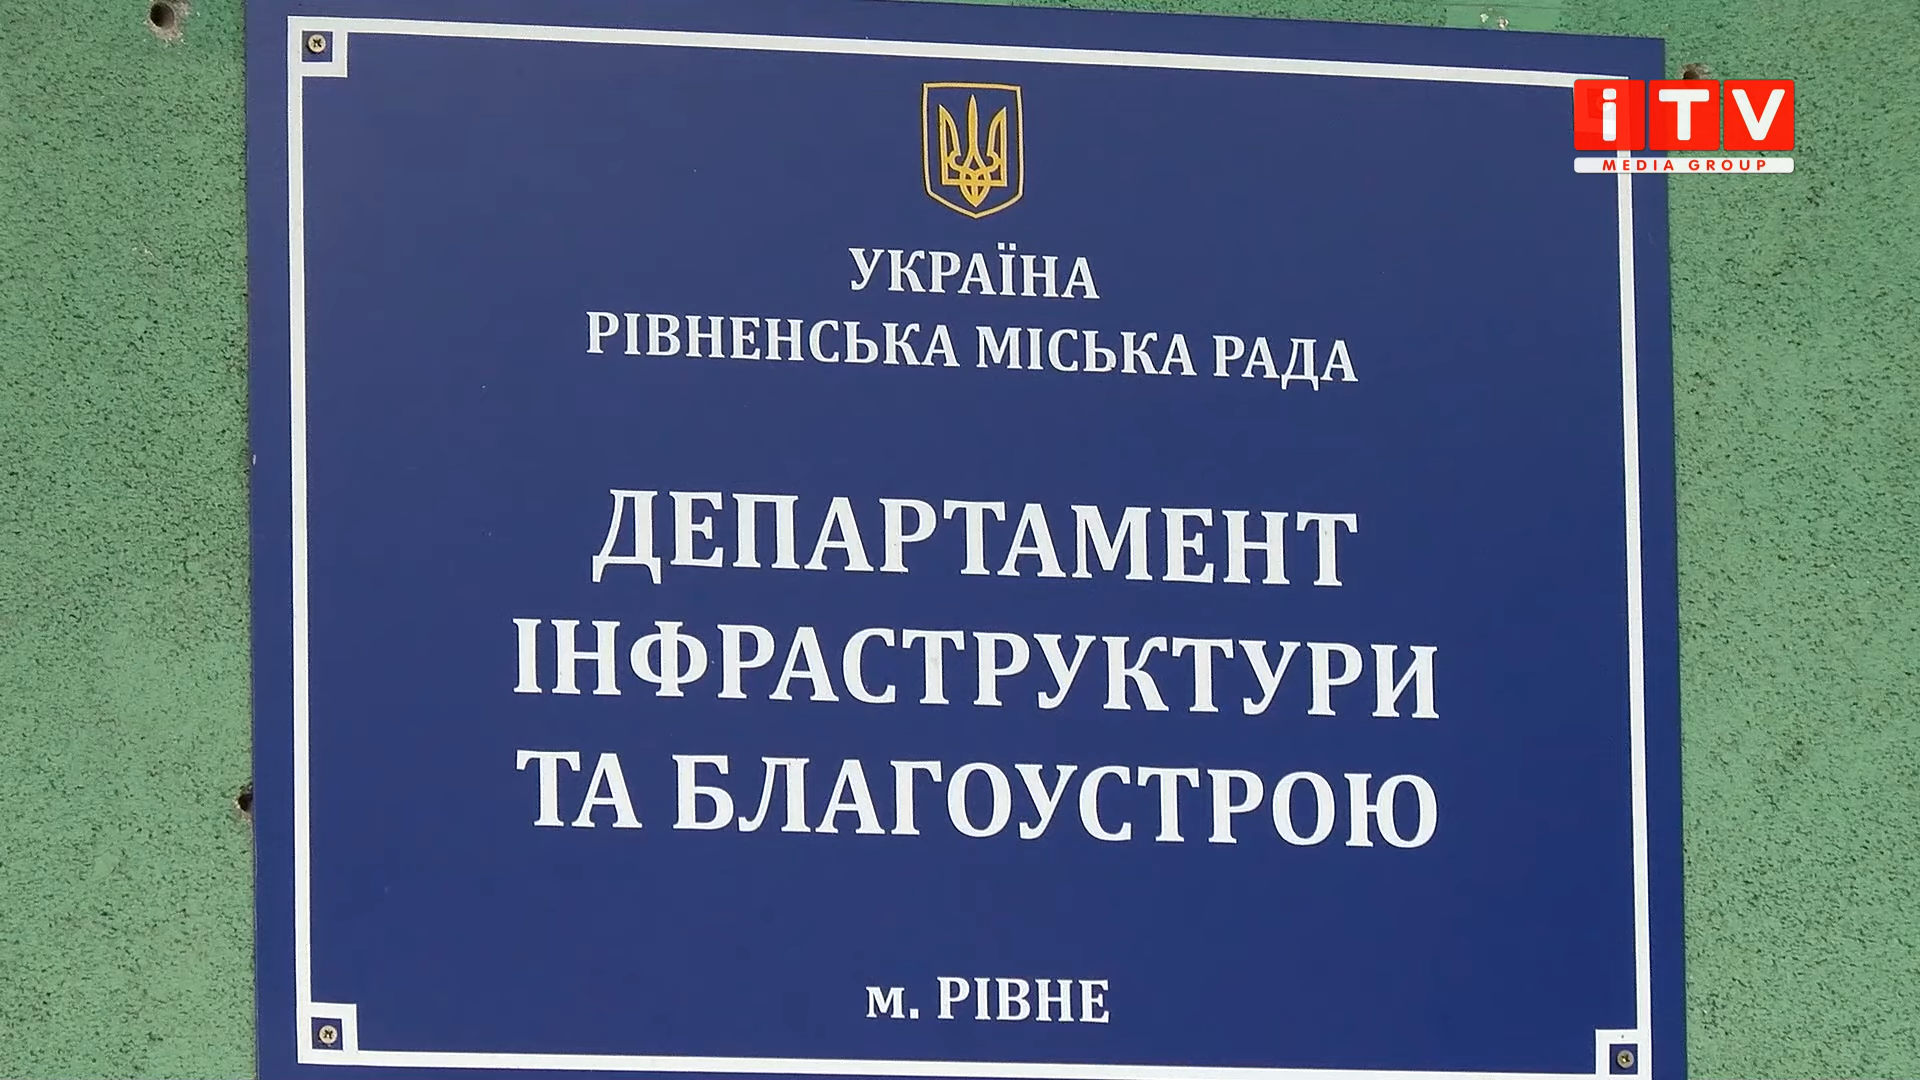 iTV
MEDIA GROUP
УКРАЇНА
РІВНЕНСЬКА МІСЬКА РАДА
ДЕПАРТАМЕНТ
ІНФРАСТРУКТУРИ
ТА БЛАГОУСТРОЮ
м. РІВНЕ